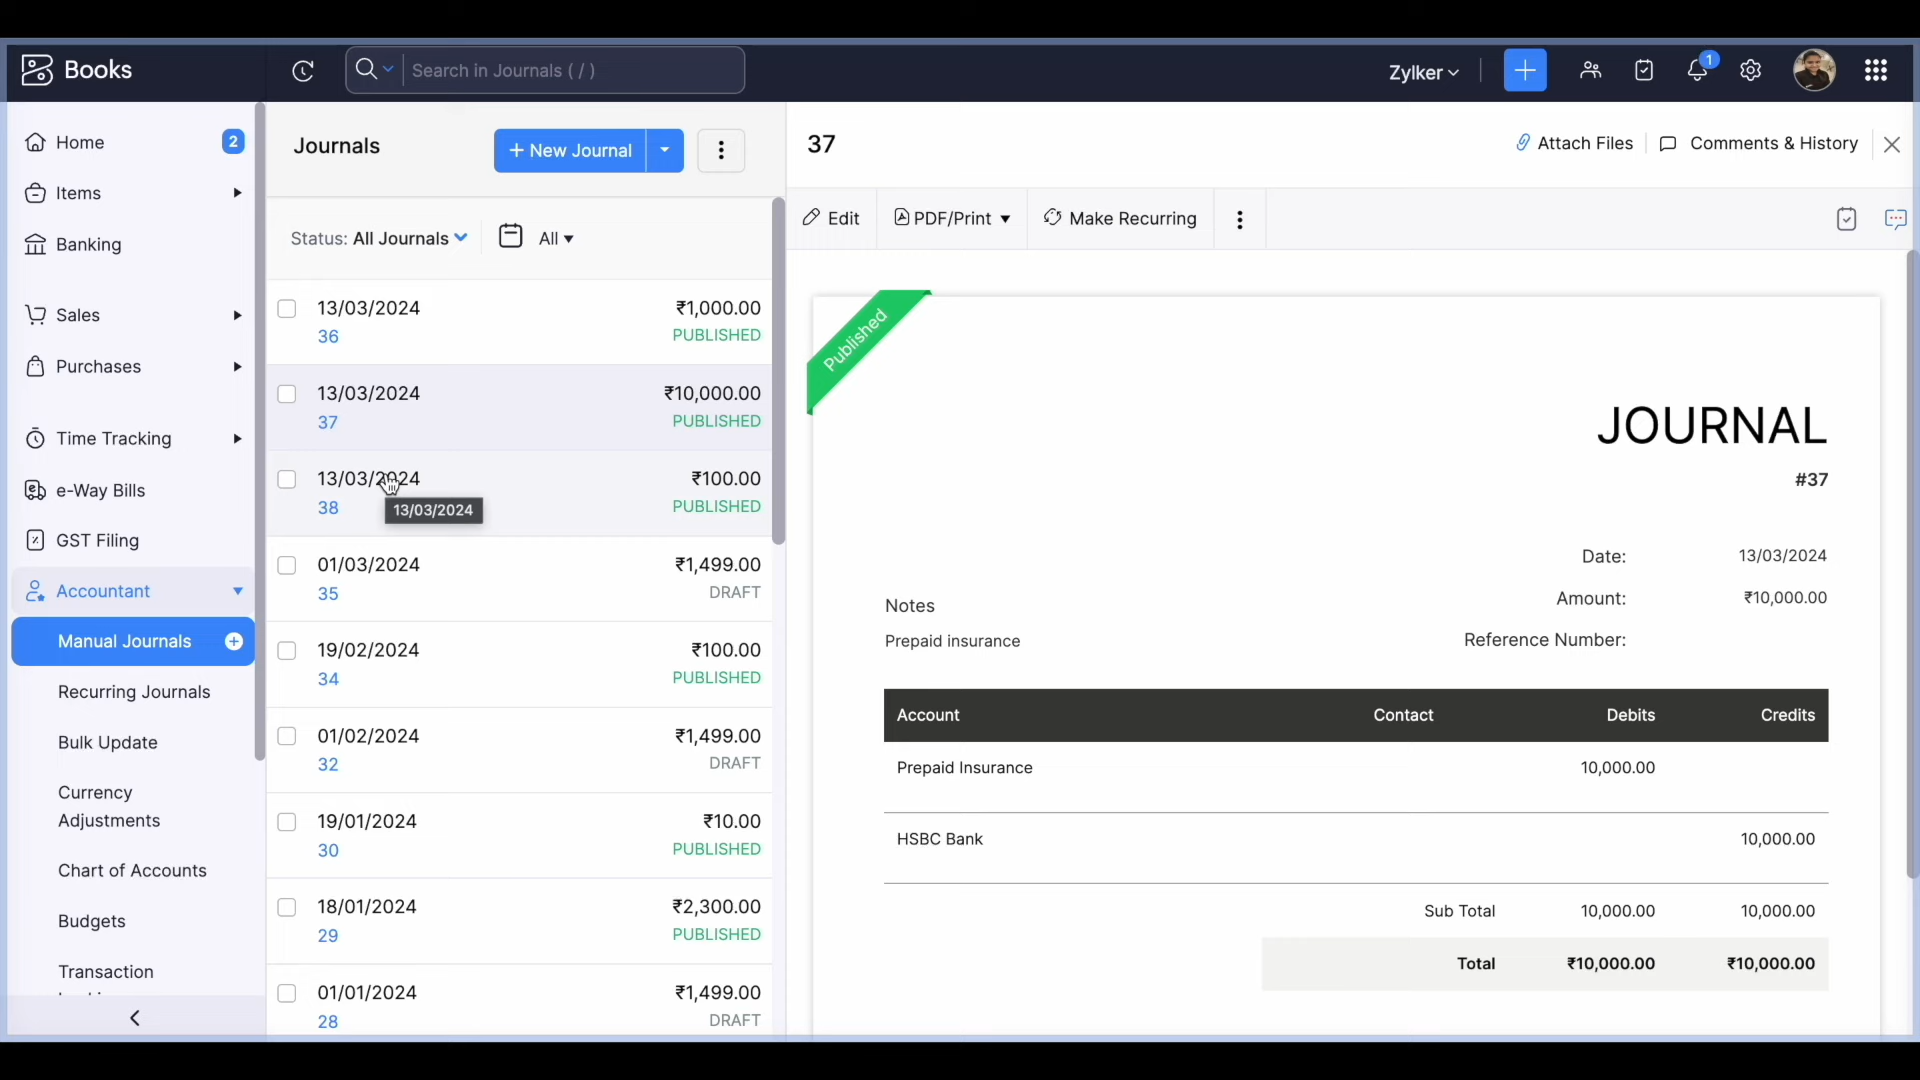 Books
Search in Journals ( / )
Zylker
1
Home
2
Items
Banking
Sales
Purchases
Time Tracking
e-Way Bills
GST Filing
Accountant
Manual Journals
Recurring Journals
Bulk Update
Currency
Adjustments
Chart of Accounts
Budgets
Transaction
Journals
+ New Journal
Status: All Journals
All
13/03/2024 ₹1,000.00
36 PUBLISHED
13/03/2024 ₹10,000.00
37 PUBLISHED
13/03/2024 ₹100.00
38 PUBLISHED
13/03/2024
01/03/2024 ₹1,499.00
35 DRAFT
19/02/2024 ₹100.00
34 PUBLISHED
01/02/2024 ₹1,499.00
32 DRAFT
19/01/2024 ₹10.00
30 PUBLISHED
18/01/2024 ₹2,300.00
29 PUBLISHED
01/01/2024 ₹1,499.00
28 DRAFT
37
Attach Files
Comments & History
Edit
PDF/Print
Make Recurring
Published
JOURNAL
#37
Date: 13/03/2024
Amount: ₹10,000.00
Reference Number:
Notes
Prepaid insurance
Account Contact Debits Credits
Prepaid Insurance 10,000.00
HSBC Bank 10,000.00
Sub Total 10,000.00 10,000.00
Total ₹10,000.00 ₹10,000.00